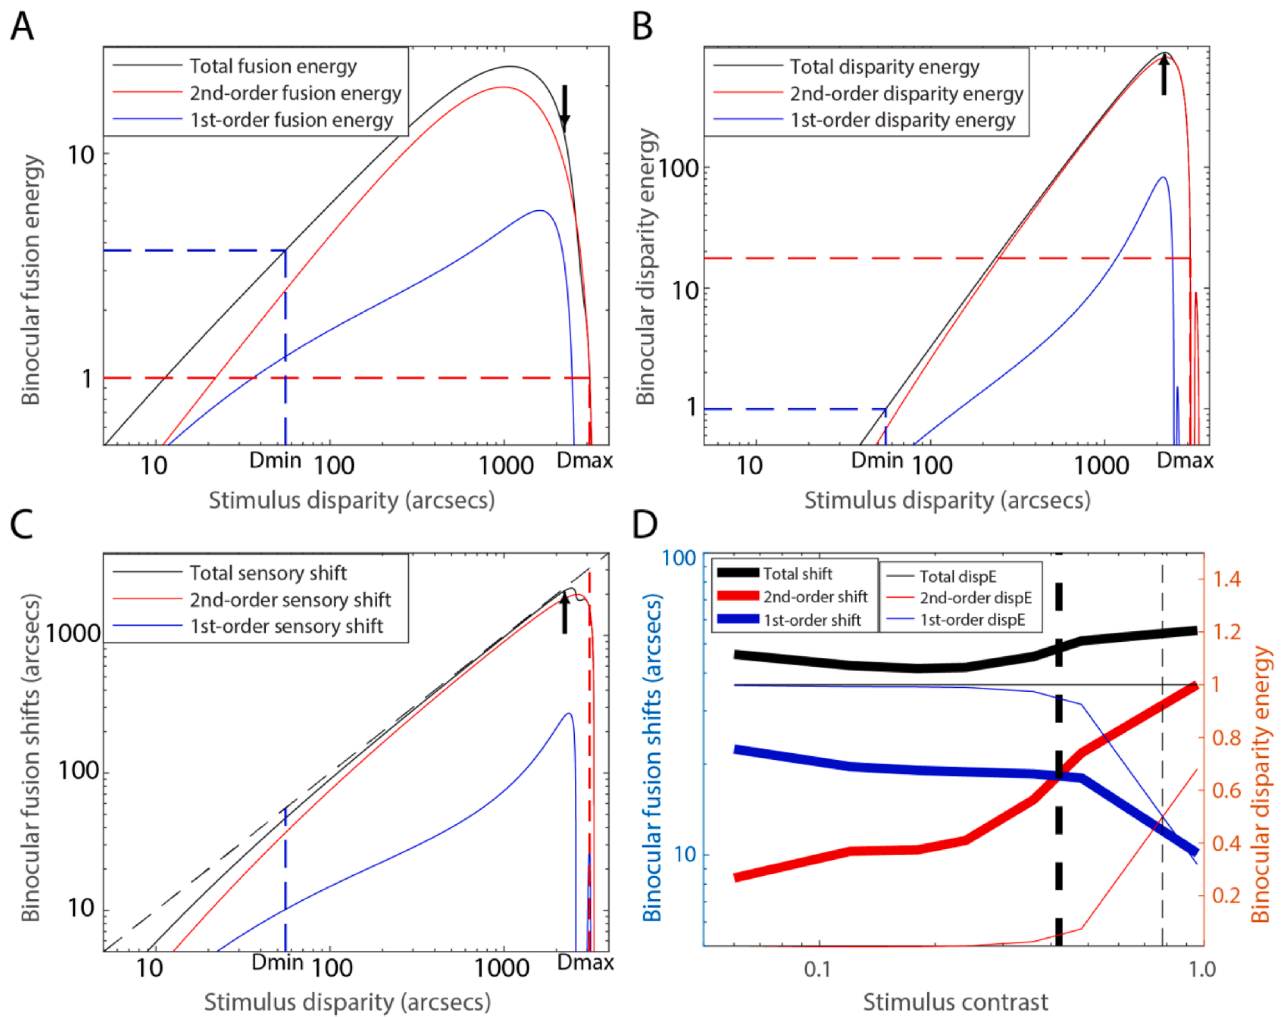 A
Total fusion energy
2nd-order fusion energy
1st-order fusion energy
Binocular fusion energy
10
1
10
Dmin
100
1000
Dmax
Stimulus disparity (arcsecs)
B
Total disparity energy
2nd-order disparity energy
1st-order disparity energy
Binocular disparity energy
100
10
1
10
Dmin
100
1000
Dmax
Stimulus disparity (arcsecs)
C
Total sensory shift
2nd-order sensory shift
1st-order sensory shift
Binocular fusion shifts (arcsecs)
1000
100
10
10
Dmin
100
1000
Dmax
Stimulus disparity (arcsecs)
D
Total shift
2nd-order shift
1st-order shift
Total dispE
2nd-order dispE
1st-order dispE
Binocular fusion shifts (arcsecs)
100
10
1.4
1.2
1
0.8
0.6
0.4
0.2
Binocular disparity energy
0.1
1.0
Stimulus contrast